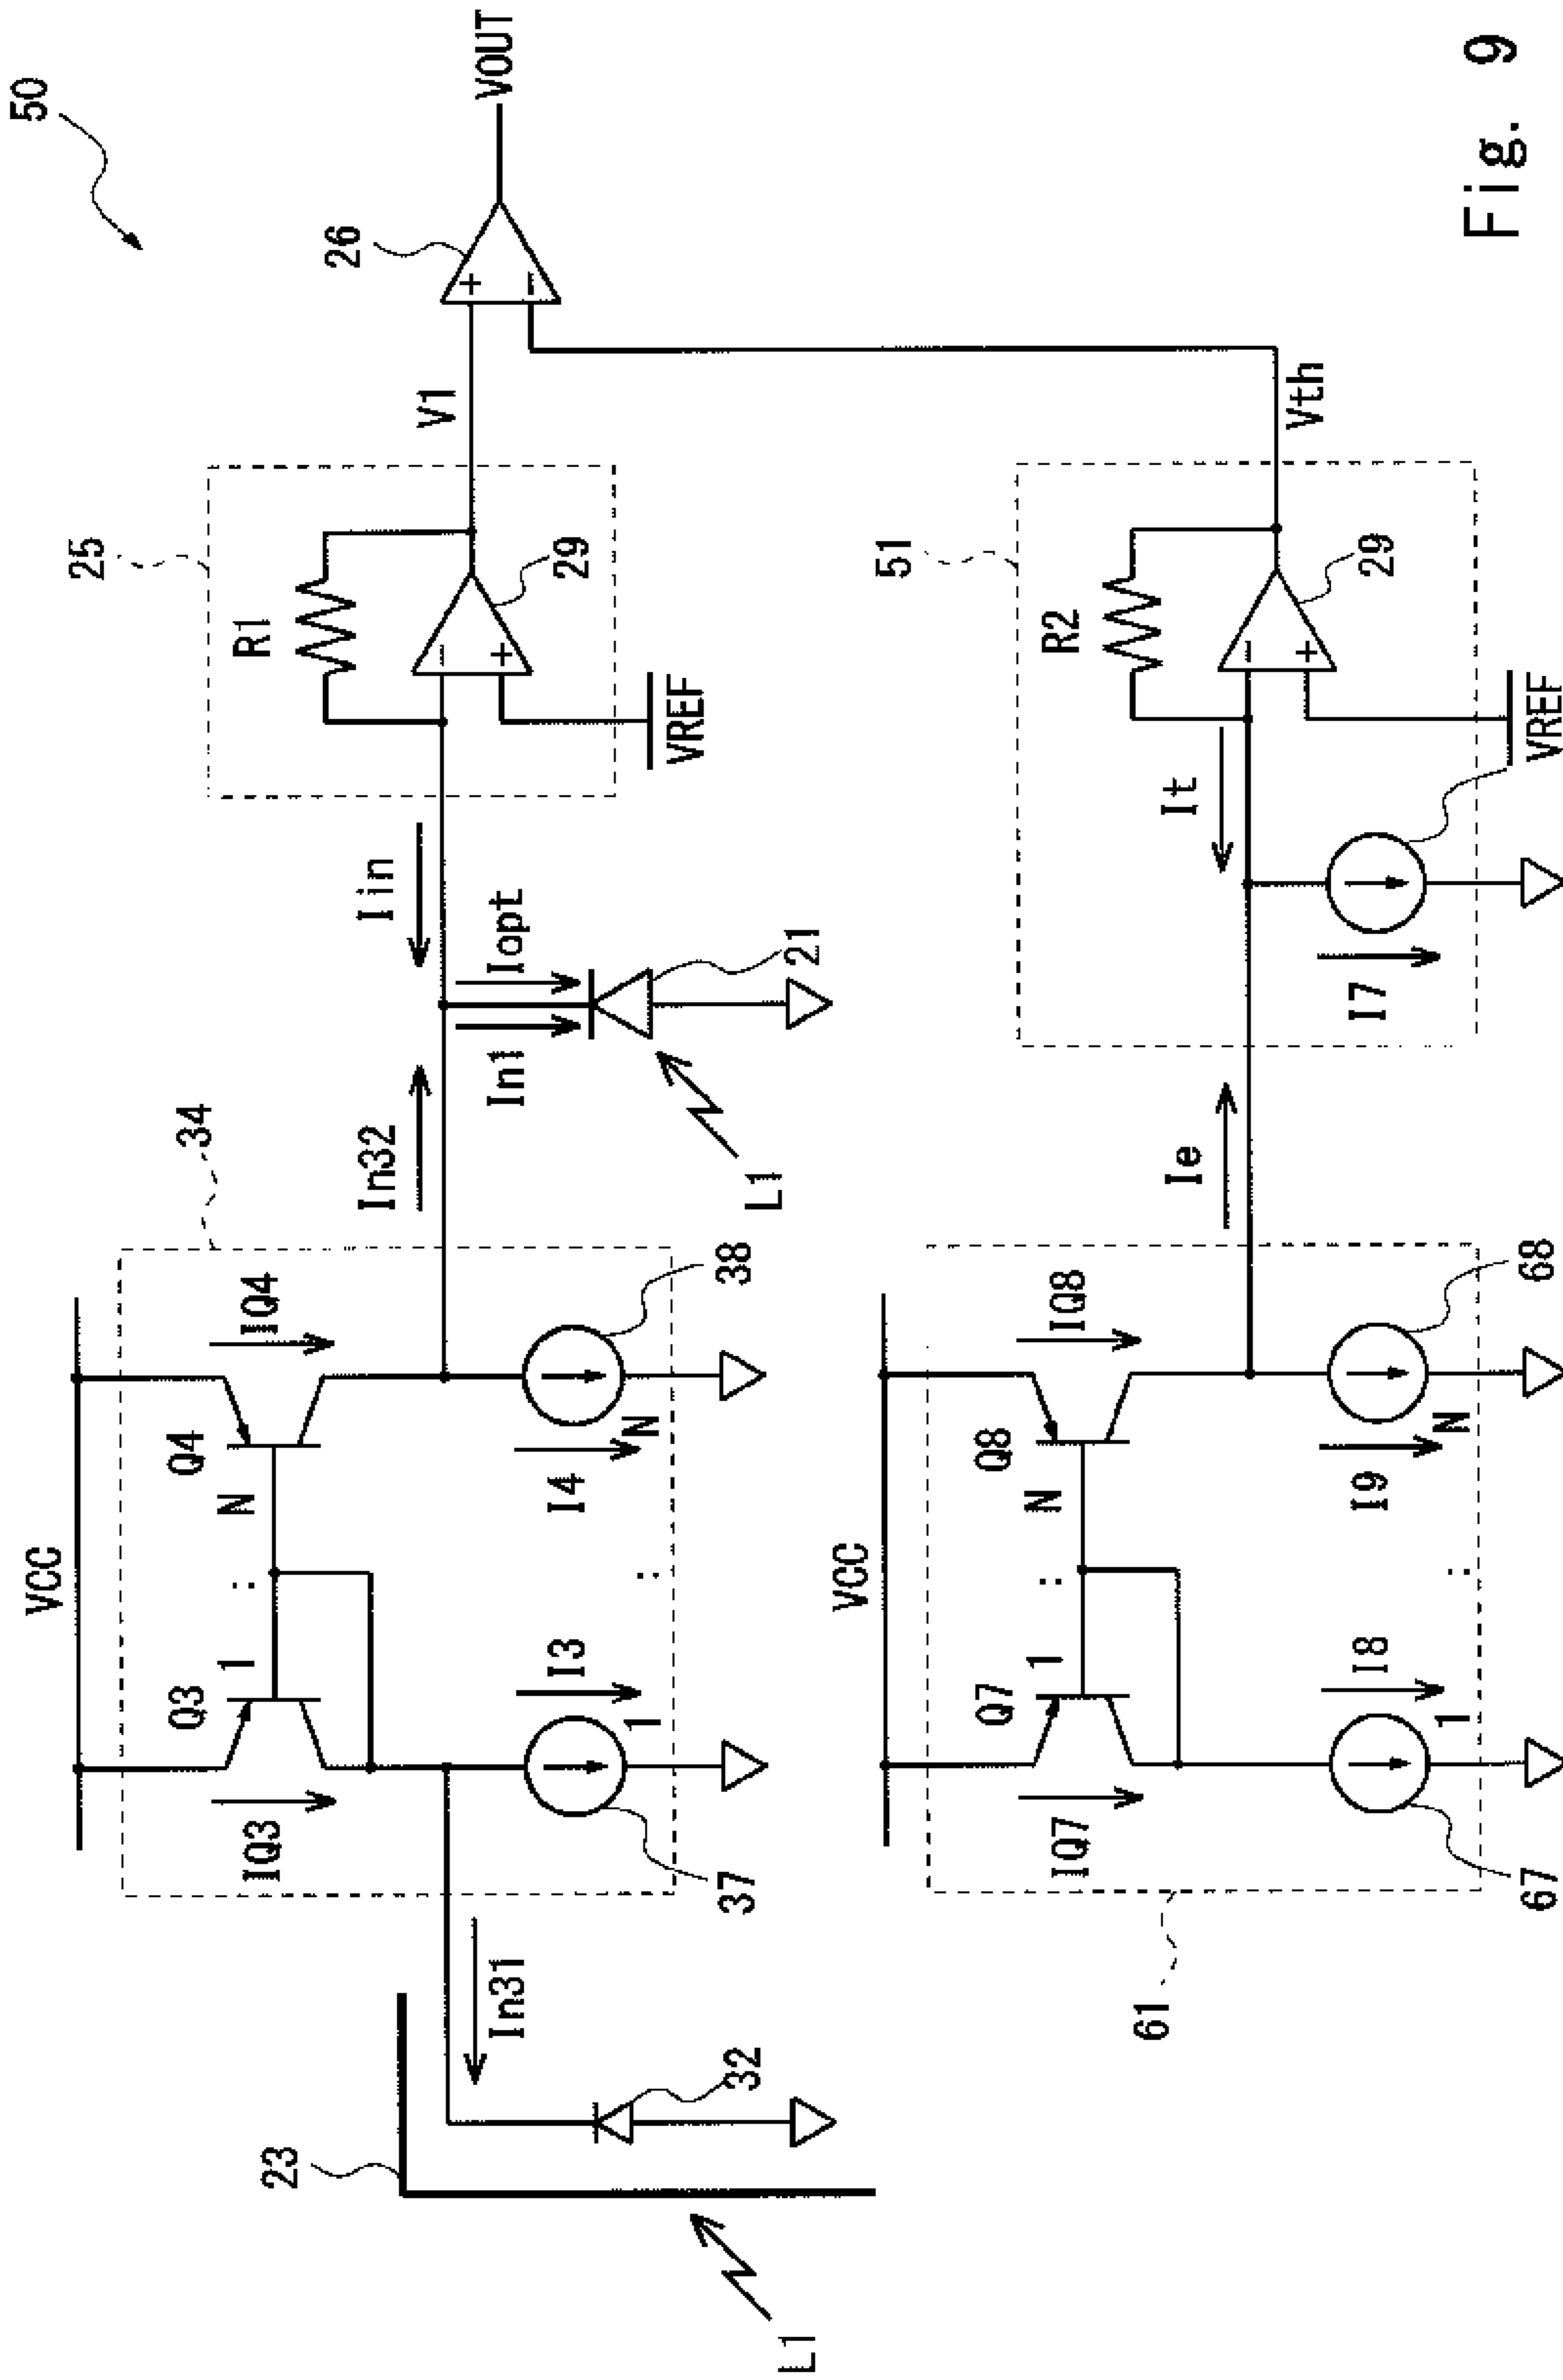 50
VCC
34
Q3
1
:
N
Q4
IQ3
IQ4
I3
I4
1
:
N
37
38
23
In31
32
L1
In32
Iin
In1
Iopt
21
L1
25
R1
29
VREF
V1
26
+
−
−
+
VOUT
VCC
61
Q7
1
:
N
Q8
IQ7
IQ8
I8
I9
1
:
N
67
68
Ie
51
R2
It
−
+
29
I7
VREF
Vth
Fig. 9